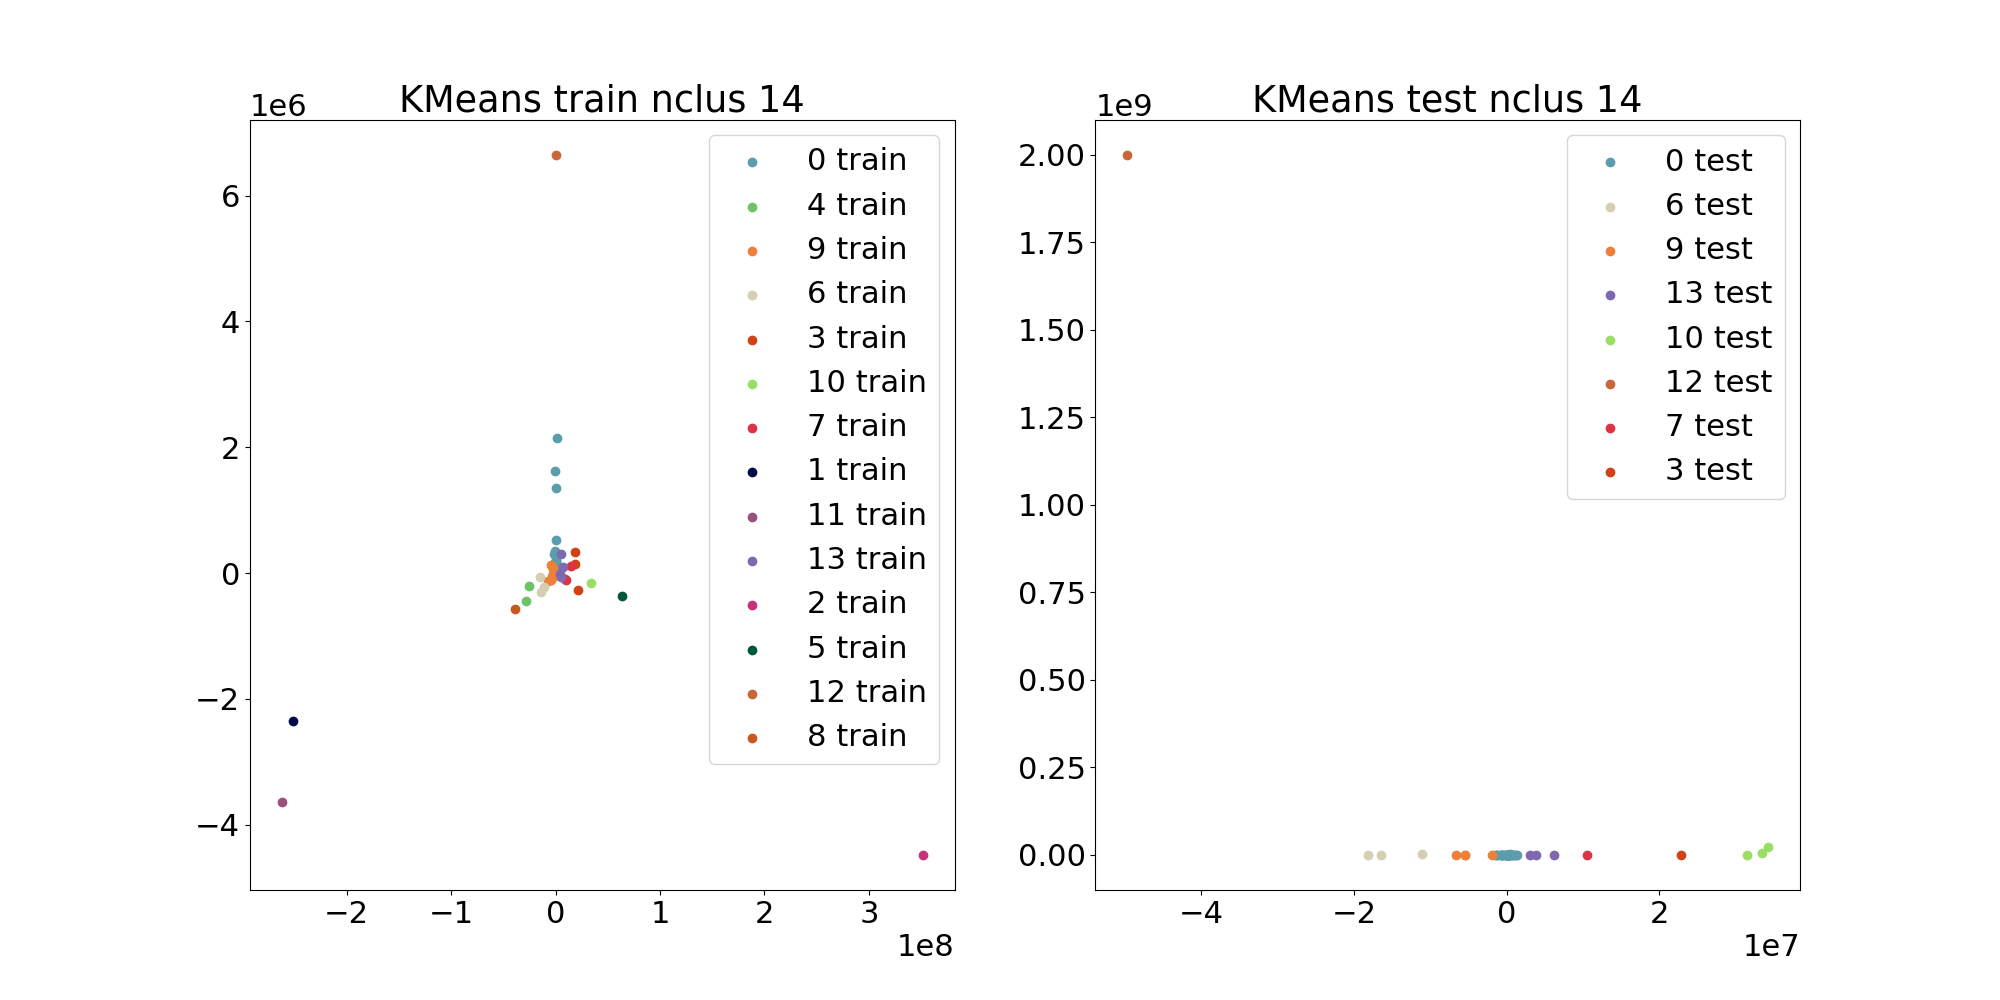 KMeans train nclus 14
1e6
6
4
2
0
−2
−4
−2
−1
0
1
2
3
1e8
0 train
4 train
9 train
6 train
3 train
10 train
7 train
1 train
11 train
13 train
2 train
5 train
12 train
8 train
KMeans test nclus 14
1e9
2.00
1.75
1.50
1.25
1.00
0.75
0.50
0.25
0.00
−4
−2
0
2
1e7
0 test
6 test
9 test
13 test
10 test
12 test
7 test
3 test